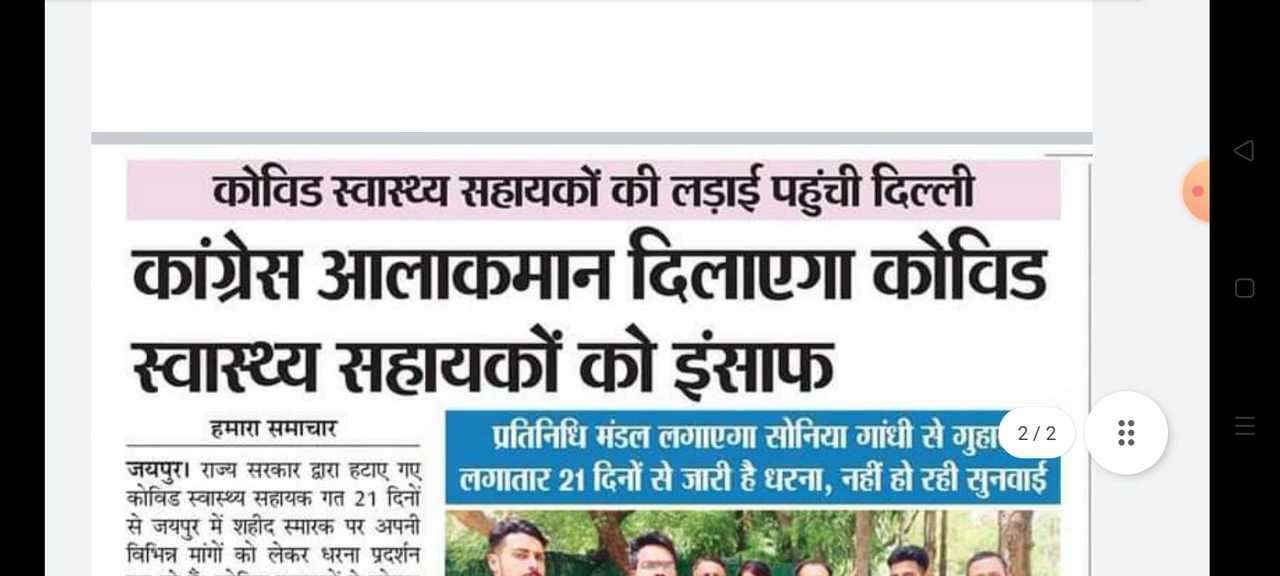 कोविड स्वास्थ्य सहायकों की लड़ाई पहुंची दिल्ली
कांग्रेस आलाकमान दिलाएगा कोविड
स्वास्थ्य सहायकों को इंसाफ
हमारा समाचार
जयपुर। राज्य सरकार द्वारा हटाए गए
कोविड स्वास्थ्य सहायक गत 21 दिनों
से जयपुर में शहीद स्मारक पर अपनी
विभिन्न मांगों को लेकर धरना प्रदर्शन
प्रतिनिधि मंडल लगाएगा सोनिया गांधी से
लगातार 21 दिनों से जारी है धरना, नहीं हो रही सुनवाई
2 / 2